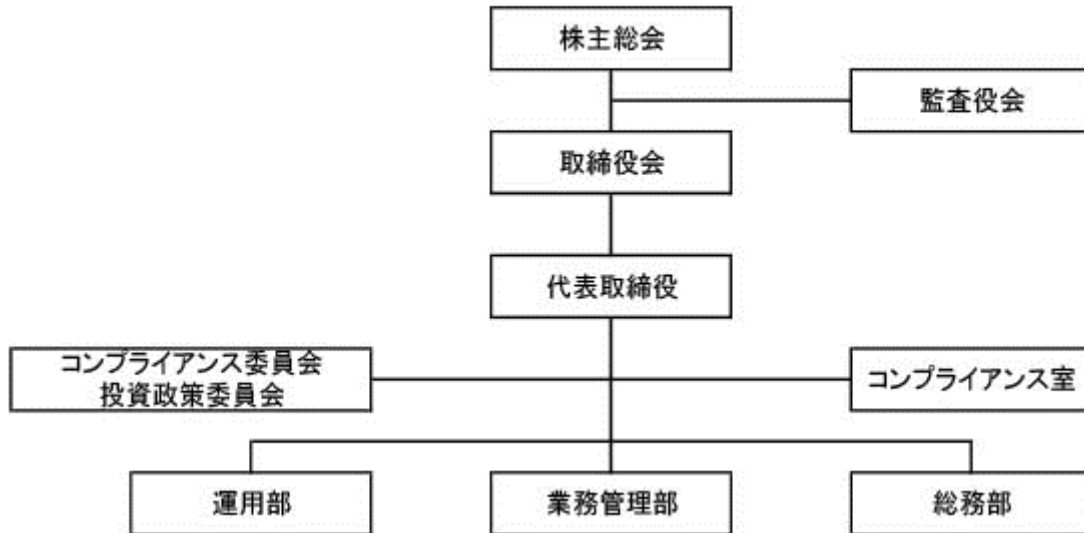 株主総会
監査役会
取締役会
代表取締役
コンプライアンス委員会
投資政策委員会
コンプライアンス室
運用部
業務管理部
総務部